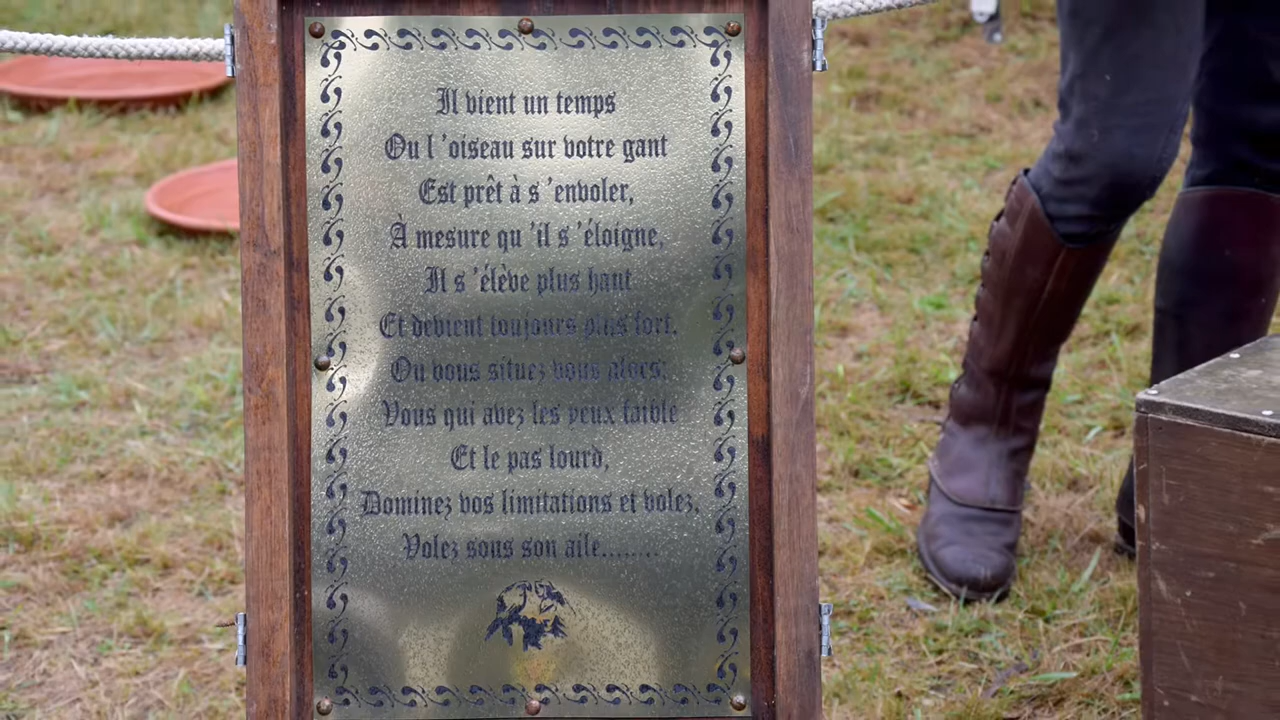 Il vient un temps
Ou l 'oiseau sur votre gant
Est prêt à s 'envoler,
À mesure qu 'il s 'éloigne,
Il s 'élève plus haut
Et devient toujours plus fort.
Ou vous situez vous alors;
Vous qui avez les yeux faible
Et le pas lourd,
Dominez vos limitations et volez,
Volez sous son aile........